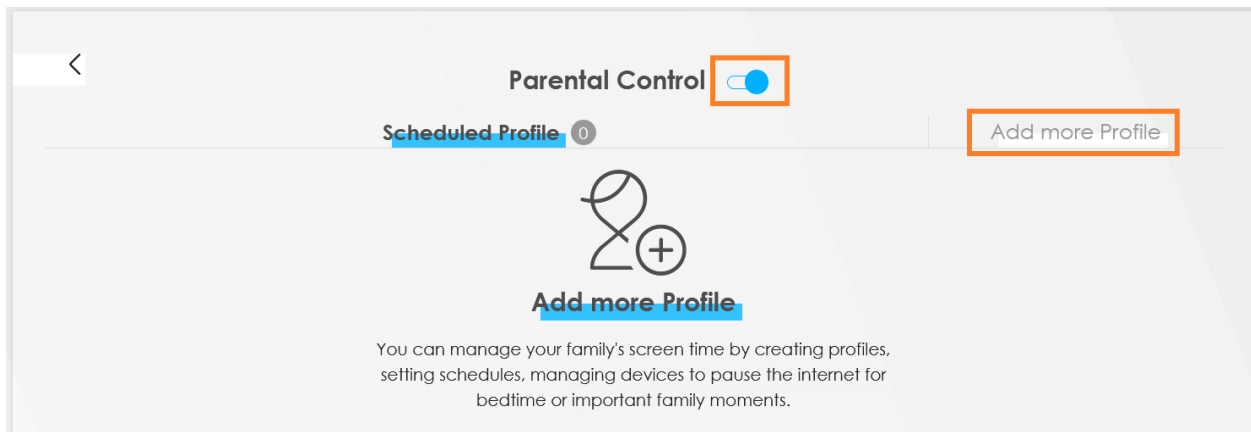 Parental Control
Scheduled Profile 0
Add more Profile
Add more Profile
You can manage your family's screen time by creating profiles,
setting schedules, managing devices to pause the internet for
bedtime or important family moments.